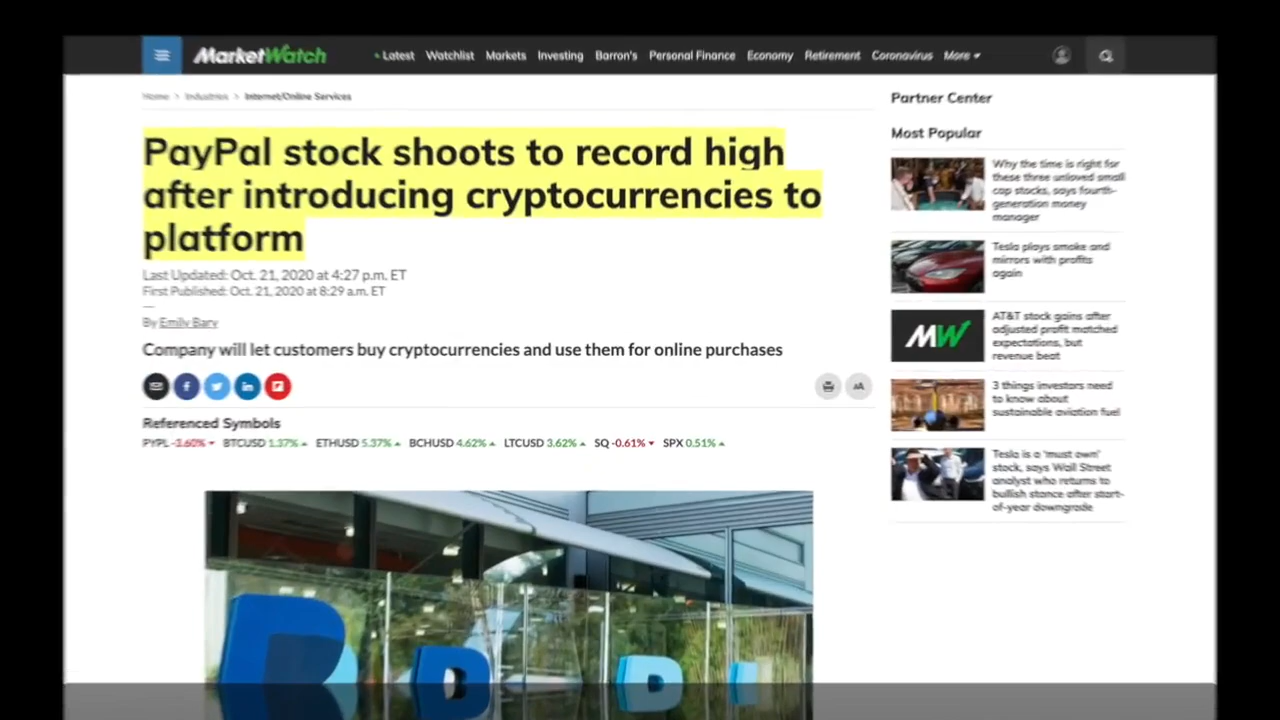 MarketWatch
Latest Watchlist Markets Investing Barron's Personal Finance Economy Retirement Coronavirus More
Home > Industries > Internet/Online Services
PayPal stock shoots to record high
after introducing cryptocurrencies to
platform
Last Updated: Oct. 21, 2020 at 4:27 p.m. ET
First Published: Oct. 21, 2020 at 8:29 a.m. ET
By Emily Bary
Company will let customers buy cryptocurrencies and use them for online purchases
AA
Referenced Symbols
PYPL -3.60% BTCUSD 1.37% ETHUSD 5.37% BCHUSD 4.62% LTCUSD 3.62% SQ -0.61% SPX 0.51%
Partner Center
Most Popular
Why the time is right for
these three unloved small
cap stocks, says fourth-
generation money
manager
Tesla plays smoke and
mirrors with profits
again
MW
AT&T stock gains after
adjusted profit matched
expectations, but
revenue beat
3 things investors need
to know about
sustainable aviation fuel
Tesla is a 'must own'
stock, says Wall Street
analyst who returns to
bullish stance after start-
of-year downgrade